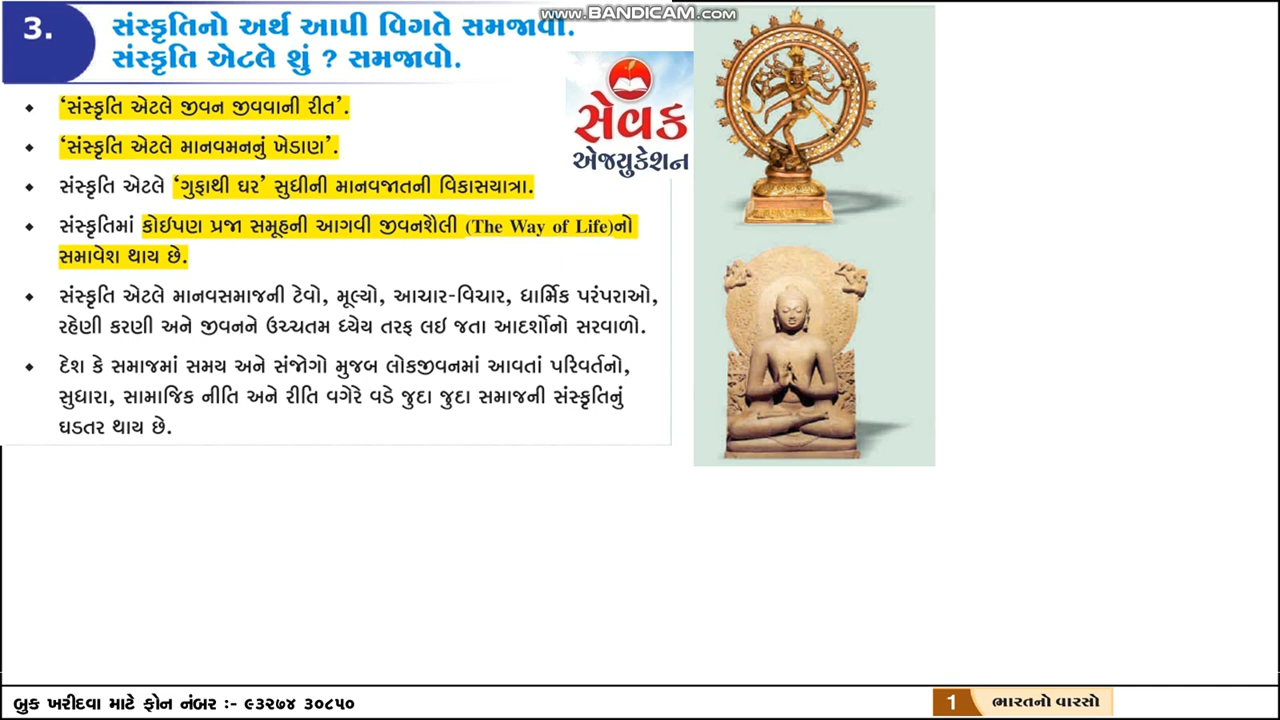 www.BANDICAM.com
3.
સંસ્કૃતિનો અર્થ આપી વિગતે સમજાવો.
સંસ્કૃતિ એટલે શું ? સમજાવો.
સેવક
એજ્યુકેશન
⬥ ‘સંસ્કૃતિ એટલે જીવન જીવવાની રીત’.
⬥ ‘સંસ્કૃતિ એટલે માનવમનનું ખેડાણ’.
⬥ સંસ્કૃતિ એટલે ‘ગુફાથી ઘર’ સુધીની માનવજાતની વિકાસયાત્રા.
⬥ સંસ્કૃતિમાં કોઈપણ પ્રજા સમૂહની આગવી જીવનશૈલી (The Way of Life)નો
સમાવેશ થાય છે.
⬥ સંસ્કૃતિ એટલે માનવસમાજની ટેવો, મૂલ્યો, આચાર-વિચાર, ધાર્મિક પરંપરાઓ,
રહેણી કરણી અને જીવનને ઉચ્ચતમ ધ્યેય તરફ લઇ જતા આદર્શોનો સરવાળો.
⬥ દેશ કે સમાજમાં સમય અને સંજોગો મુજબ લોકજીવનમાં આવતાં પરિવર્તનો,
સુધારા, સામાજિક નીતિ અને રીતિ વગેરે વડે જુદા જુદા સમાજની સંસ્કૃતિનું
ઘડતર થાય છે.
બુક ખરીદવા માટે ફોન નંબર :- ૯૩૨૭૪ ૩૦૮૫૦
1 ભારતનો વારસો